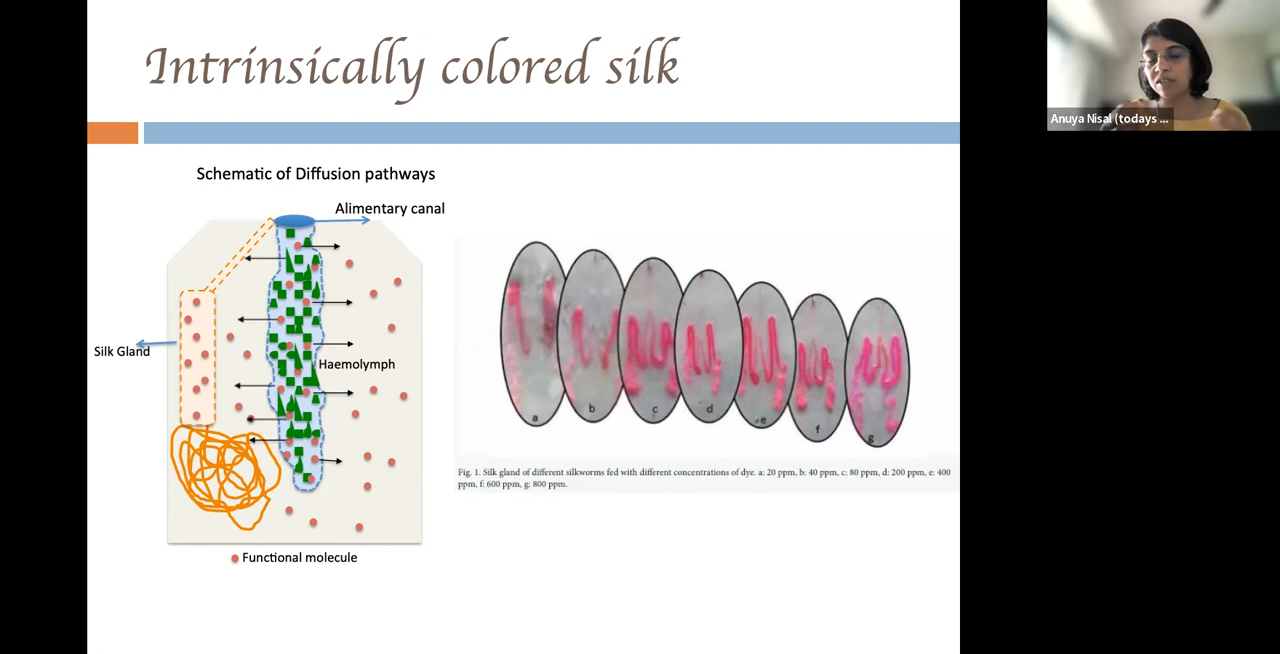 Intrinsically colored silk
Anuya Nisal (todays ...
Schematic of Diffusion pathways
Alimentary canal
Silk Gland
Haemolymph
Functional molecule
a
b
c
d
e
f
g
Fig. 1. Silk gland of different silkworms fed with different concentrations of dye. a: 20 ppm, b: 40 ppm, c: 80 ppm, d: 200 ppm, e: 400
ppm, f: 600 ppm, g: 800 ppm.